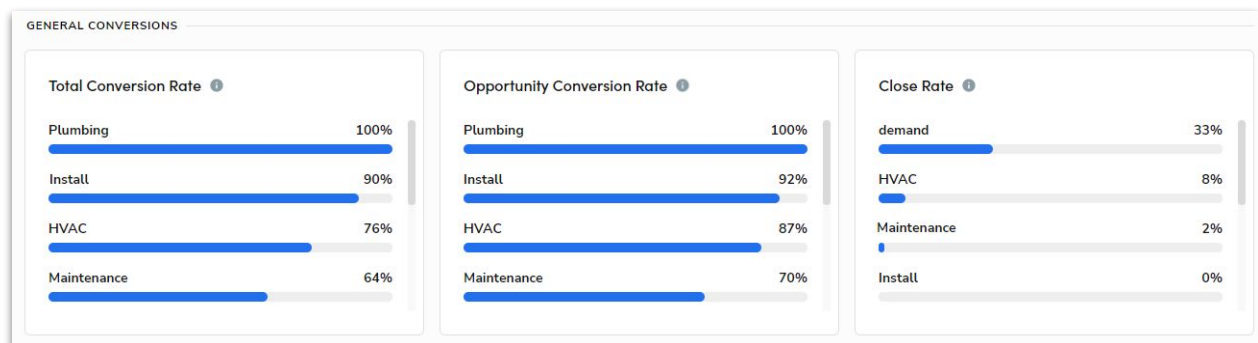 GENERAL CONVERSIONS
Total Conversion Rate
Plumbing 100%
Install 90%
HVAC 76%
Maintenance 64%
Opportunity Conversion Rate
Plumbing 100%
Install 92%
HVAC 87%
Maintenance 70%
Close Rate
demand 33%
HVAC 8%
Maintenance 2%
Install 0%